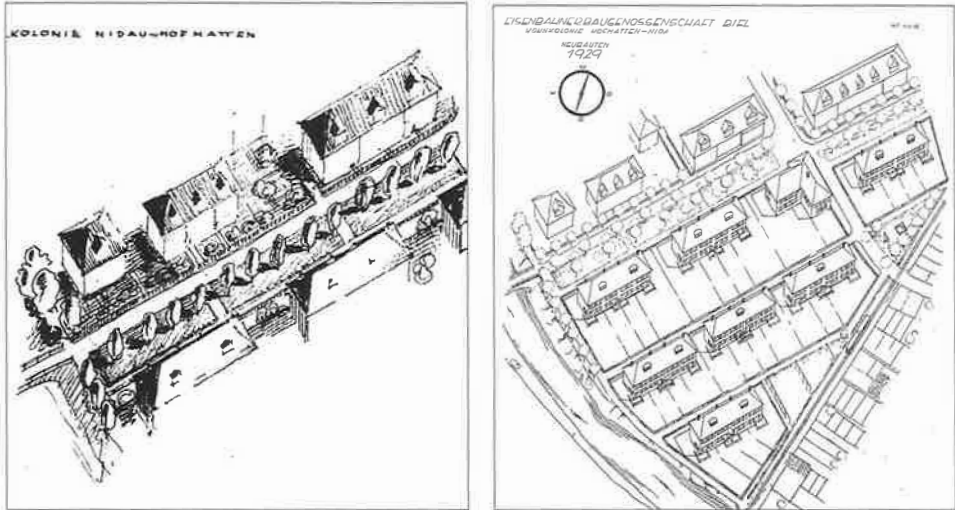 KOLONIE NIDAU-HOFMATTEN
EISENBAHNERBAUGENOSSENSCHAFT BIEL
WOHNKOLONIE HOFMATTEN-NIDAU
NEUBAUTEN
1929